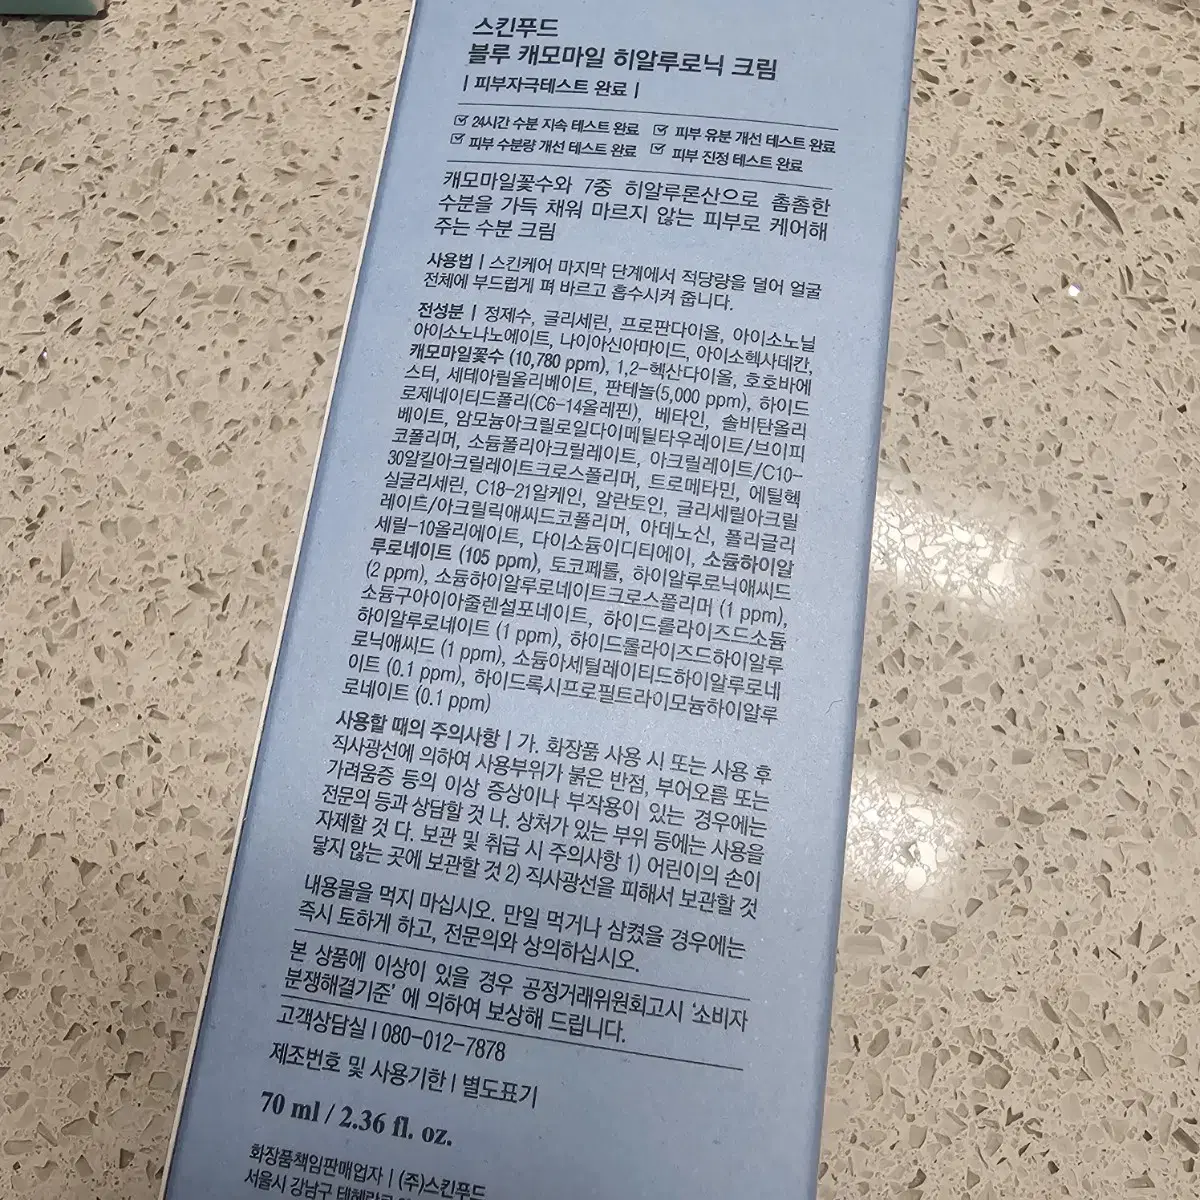 스킨푸드
블루 캐모마일 히알루로닉 크림
| 피부자극테스트 완료 |
24시간 수분 지속 테스트 완료 피부 유분 개선 테스트 완료
피부 수분량 개선 테스트 완료 피부 진정 테스트 완료
캐모마일꽃수와 7중 히알루론산으로 촘촘한
수분을 가득 채워 마르지 않는 피부로 케어해
주는 수분 크림
사용법 | 스킨케어 마지막 단계에서 적당량을 덜어 얼굴
전체에 부드럽게 펴 바르고 흡수시켜 줍니다.
전성분 | 정제수, 글리세린, 프로판다이올, 아이소노닐
아이소노나노에이트, 나이아신아마이드, 아이소헥사데칸,
캐모마일꽃수 (10,780 ppm), 1,2-헥산다이올, 호호바에
스터, 세테아릴올리베이트, 판테놀(5,000 ppm), 하이드
로제네이티드폴리(C6-14올레핀), 베타인, 솔비탄올리
베이트, 암모늄아크릴로일다이메틸타우레이트/브이피
코폴리머, 소듐폴리아크릴레이트, 아크릴레이트/C10-
30알킬아크릴레이트크로스폴리머, 트로메타민, 에틸헥
실글리세린, C18-21알케인, 알란토인, 글리세릴아크릴
레이트/아크릴릭애씨드코폴리머, 아데노신, 폴리글리
세릴-10올리에이트, 다이소듐이디티에이, 소듐하이알
루로네이트 (105 ppm), 토코페롤, 하이알루로닉애씨드
(2 ppm), 소듐하이알루로네이트크로스폴리머 (1 ppm),
소듐구아이아줄렌설포네이트, 하이드롤라이즈드소듐
하이알루로네이트 (1 ppm), 하이드롤라이즈드하이알루
로닉애씨드 (1 ppm), 소듐아세틸레이티드하이알루로네
이트 (0.1 ppm), 하이드록시프로필트라이모늄하이알루
로네이트 (0.1 ppm)
사용할 때의 주의사항 | 가. 화장품 사용 시 또는 사용 후
직사광선에 의하여 사용부위가 붉은 반점, 부어오름 또는
가려움증 등의 이상 증상이나 부작용이 있는 경우에는
전문의 등과 상담할 것 나. 상처가 있는 부위 등에는 사용을
자제할 것 다. 보관 및 취급 시 주의사항 1) 어린이의 손이
닿지 않는 곳에 보관할 것 2) 직사광선을 피해서 보관할 것
내용물을 먹지 마십시오. 만일 먹거나 삼켰을 경우에는
즉시 토하게 하고, 전문의와 상의하십시오.
본 상품에 이상이 있을 경우 공정거래위원회고시 '소비자
분쟁해결기준' 에 의하여 보상해 드립니다.
고객상담실 | 080-012-7878
제조번호 및 사용기한 | 별도표기
70 ml / 2.36 fl. oz.
화장품책임판매업자 | (주)스킨푸드
서울시 강남구 테헤란로